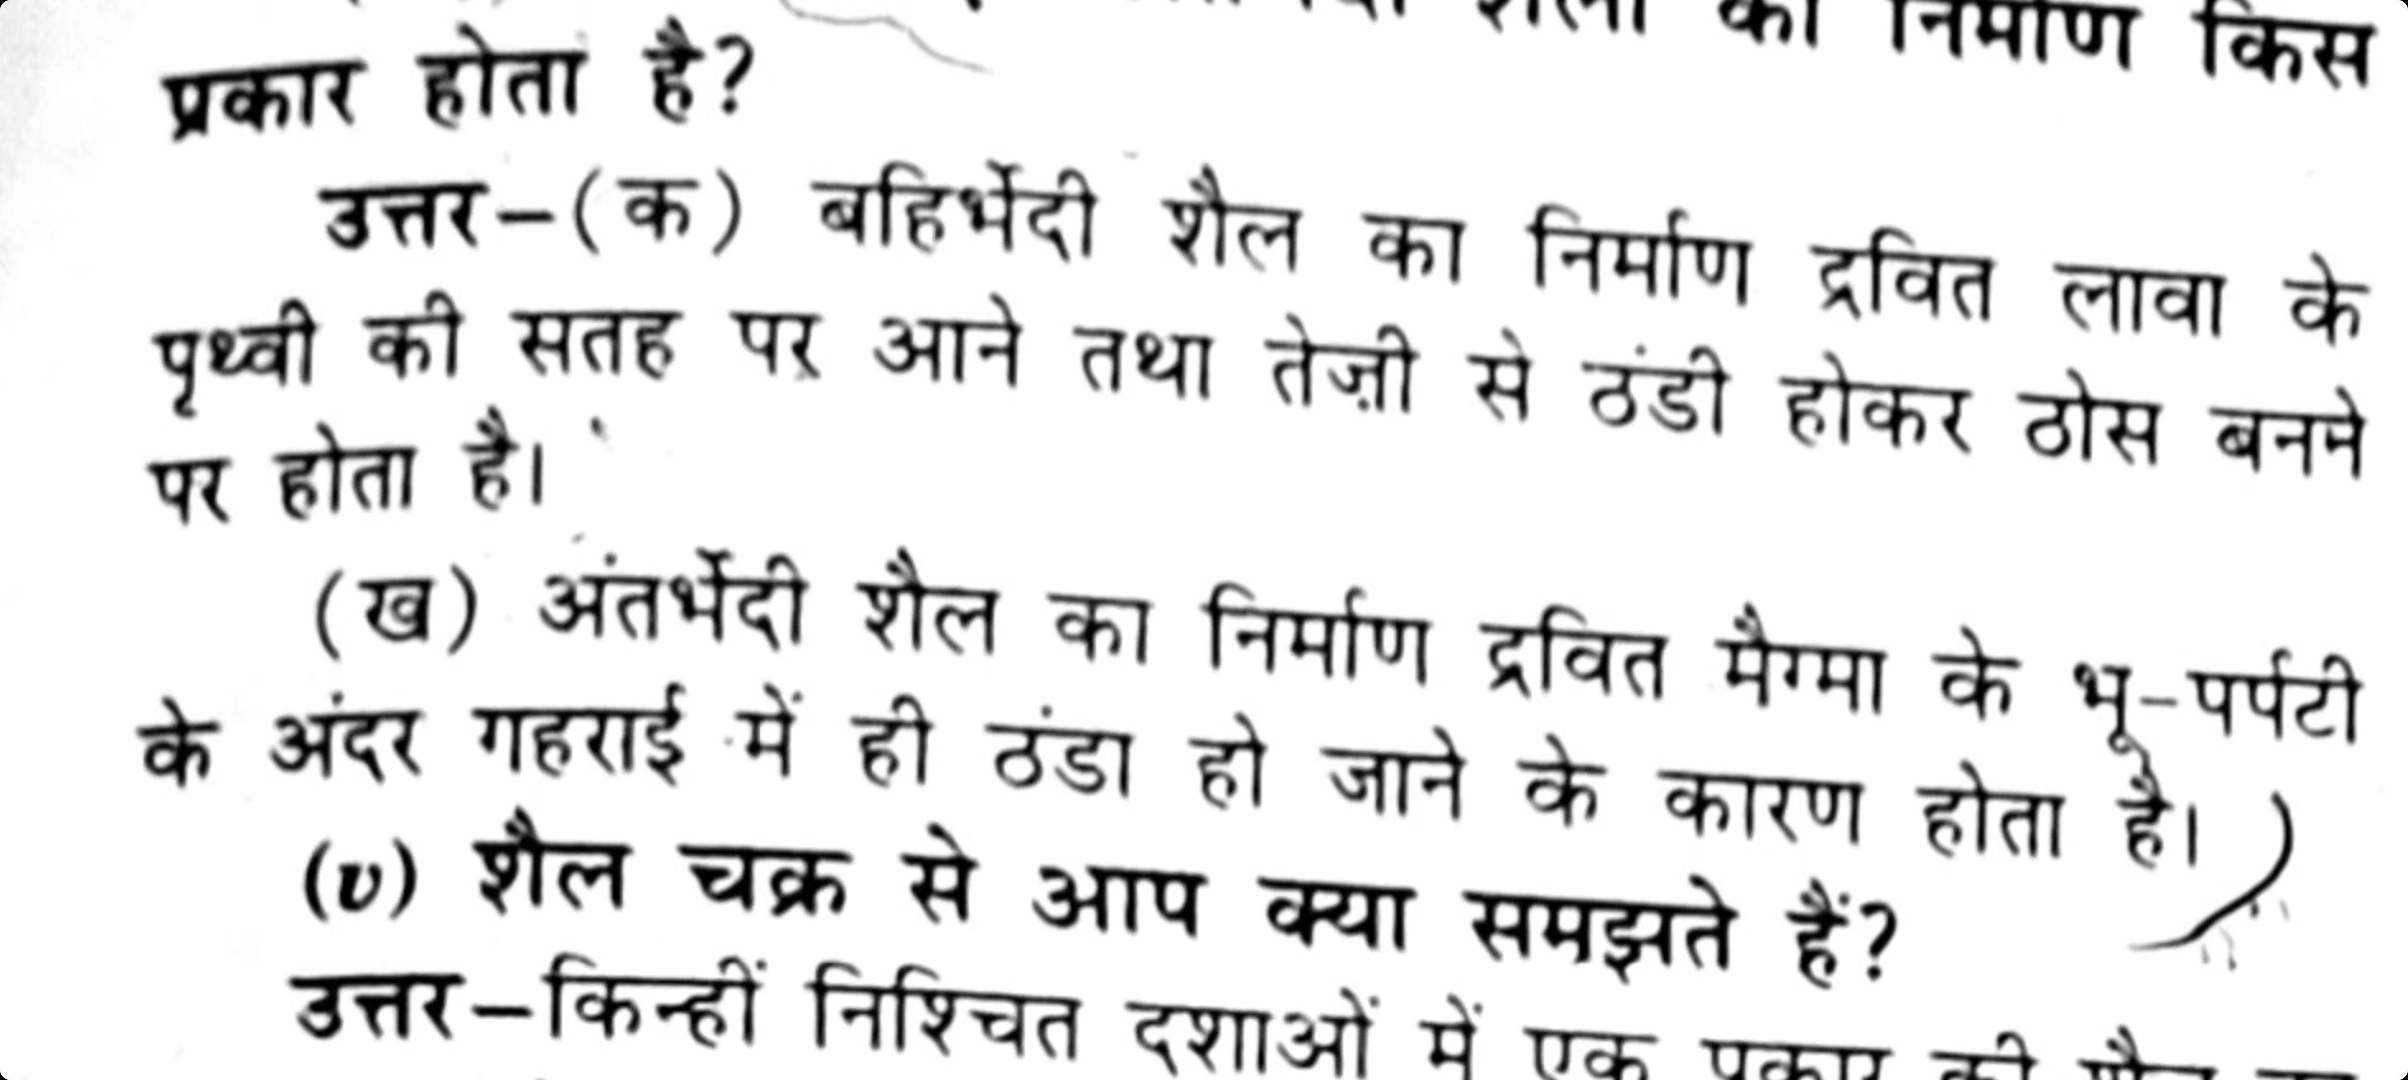 शैलों का निर्माण किस
प्रकार होता है?
उत्तर–(क) बहिर्भेदी शैल का निर्माण द्रवित लावा के
पृथ्वी की सतह पर आने तथा तेज़ी से ठंडी होकर ठोस बनने
पर होता है।
(ख) अंतर्भेदी शैल का निर्माण द्रवित मैग्मा के भू-पर्पटी
के अंदर गहराई में ही ठंडा हो जाने के कारण होता है।
(v) शैल चक्र से आप क्या समझते हैं?
उत्तर–किन्हीं निश्चित दशाओं में एक प्रकार की शैल